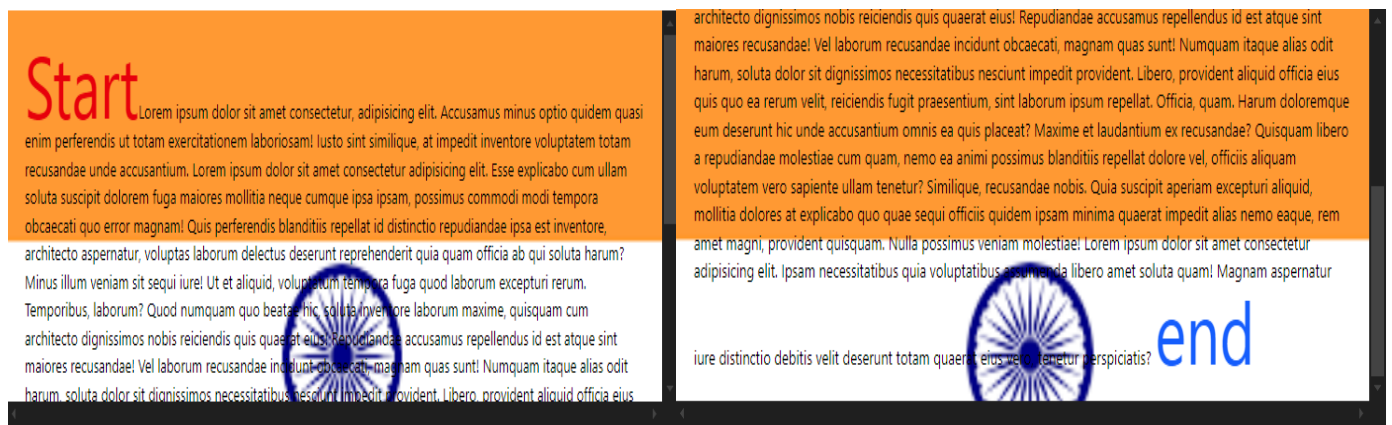 StartLorem ipsum dolor sit amet consectetur, adipisicing elit. Accusamus minus optio quidem quasi
enim perferendis ut totam exercitationem laboriosam! Iusto sint similique, at impedit inventore voluptatem totam
recusandae unde accusantium. Lorem ipsum dolor sit amet consectetur adipisicing elit. Esse explicabo cum ullam
soluta suscipit dolorem fuga maiores mollitia neque cumque ipsa ipsam, possimus commodi modi tempora
obcaecati quo error magnam! Quis perferendis blanditiis repellat id distinctio repudiandae ipsa est inventore,
architecto aspernatur, voluptas laborum delectus deserunt reprehenderit quia quam officia ab qui soluta harum?
Minus illum veniam sit sequi iure! Ut et aliquid, voluptatum tempora fuga quod laborum excepturi rerum.
Temporibus, laborum? Quod numquam quo beatae hic, soluta inventore laborum maxime, quisquam cum
architecto dignissimos nobis reiciendis quis quaerat eius! Repudiandae accusamus repellendus id est atque sint
maiores recusandae! Vel laborum recusandae incidunt obcaecati, magnam quas sunt! Numquam itaque alias odit
harum, soluta dolor sit dignissimos necessitatibus nesciunt impedit provident. Libero, provident aliquid officia eius
architecto dignissimos nobis reiciendis quis quaerat eius! Repudiandae accusamus repellendus id est atque sint
maiores recusandae! Vel laborum recusandae incidunt obcaecati, magnam quas sunt! Numquam itaque alias odit
harum, soluta dolor sit dignissimos necessitatibus nesciunt impedit provident. Libero, provident aliquid officia eius
quis quo ea rerum velit, reiciendis fugit praesentium, sint laborum ipsum repellat. Officia, quam. Harum doloremque
eum deserunt hic unde accusantium omnis ea quis placeat? Maxime et laudantium ex recusandae? Quisquam libero
a repudiandae molestiae cum quam, nemo ea animi possimus blanditiis repellat dolore vel, officiis aliquam
voluptatem vero sapiente ullam tenetur? Similique, recusandae nobis. Quia suscipit aperiam excepturi aliquid,
mollitia dolores at explicabo quo quae sequi officiis quidem ipsam minima quaerat impedit alias nemo eaque, rem
amet magni, provident quisquam. Nulla possimus veniam molestiae! Lorem ipsum dolor sit amet consectetur
adipisicing elit. Ipsam necessitatibus quia voluptatibus assumenda libero amet soluta quam! Magnam aspernatur
iure distinctio debitis velit deserunt totam quaerat eius vero, tenetur perspiciatis? end